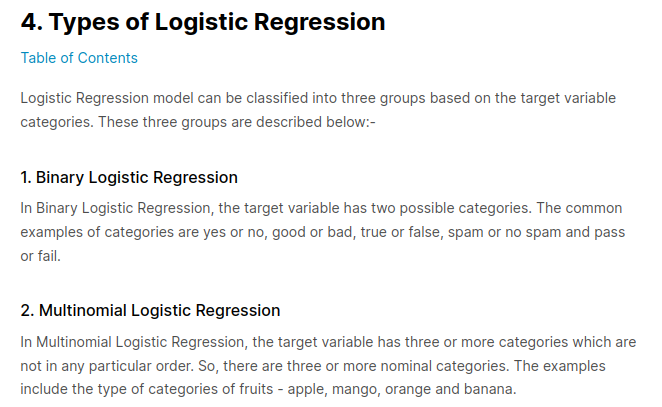 4. Types of Logistic Regression
Table of Contents
Logistic Regression model can be classified into three groups based on the target variable
categories. These three groups are described below:-
1. Binary Logistic Regression
In Binary Logistic Regression, the target variable has two possible categories. The common
examples of categories are yes or no, good or bad, true or false, spam or no spam and pass
or fail.
2. Multinomial Logistic Regression
In Multinomial Logistic Regression, the target variable has three or more categories which are
not in any particular order. So, there are three or more nominal categories. The examples
include the type of categories of fruits - apple, mango, orange and banana.